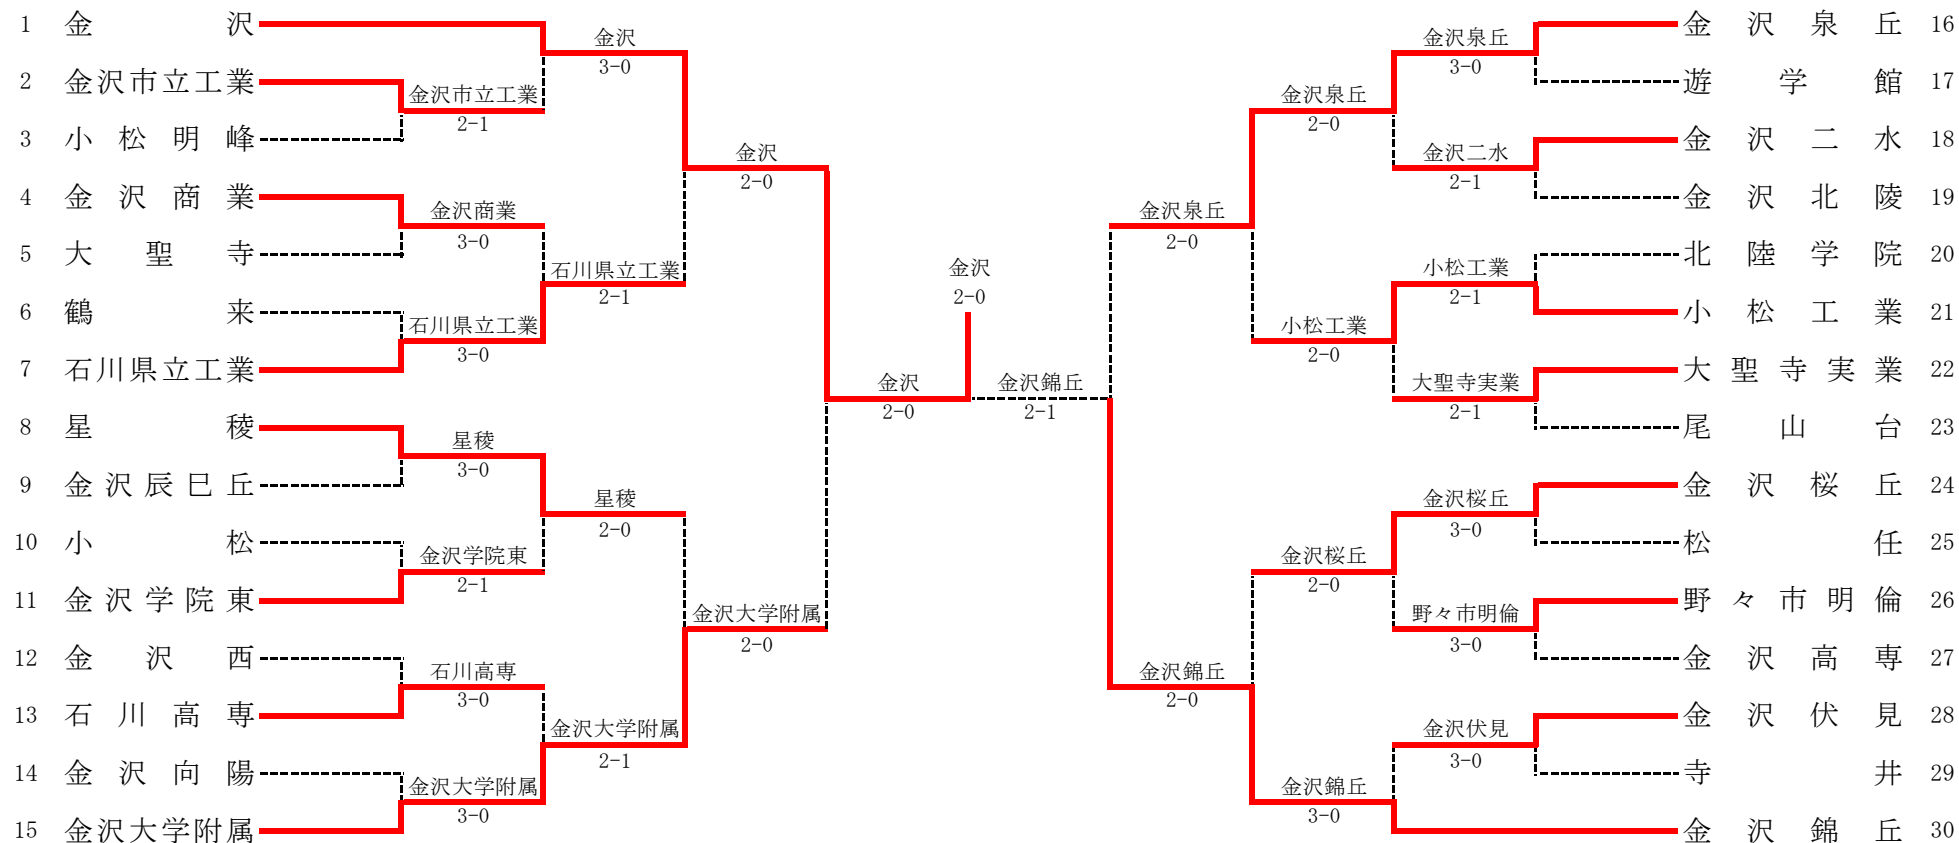 1 金沢
2 金沢市立工業
3 小松明峰
4 金沢商業
5 大聖寺
6 鶴来
7 石川県立工業
8 星稜
9 金沢辰巳丘
10 小松
11 金沢学院東
12 金沢西
13 石川高専
14 金沢向陽
15 金沢大学附属
金沢市立工業
2-1
金沢商業
3-0
石川県立工業
3-0
星稜
3-0
金沢学院東
2-1
石川高専
3-0
金沢大学附属
3-0
金沢
3-0
石川県立工業
2-1
星稜
2-0
金沢大学附属
2-1
金沢
2-0
金沢大学附属
2-0
金沢
2-0
金沢
2-0
金沢錦丘
2-1
金沢泉丘
2-0
金沢錦丘
2-0
金沢泉丘
2-0
小松工業
2-0
金沢桜丘
2-0
金沢錦丘
3-0
金沢泉丘
3-0
金沢二水
2-1
小松工業
2-1
大聖寺実業
2-1
金沢桜丘
3-0
野々市明倫
3-0
金沢伏見
3-0
金沢泉丘 16
遊学館 17
金沢二水 18
金沢北陵 19
北陸学院 20
小松工業 21
大聖寺実業 22
尾山台 23
金沢桜丘 24
松任 25
野々市明倫 26
金沢高専 27
金沢伏見 28
寺井 29
金沢錦丘 30